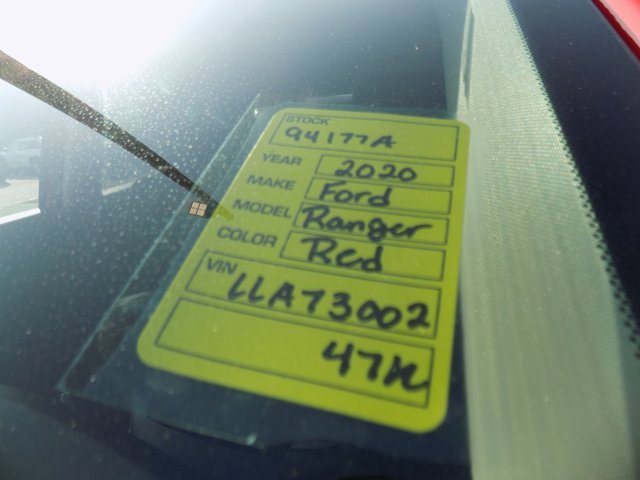 STOCK
94177A
YEAR 2020
MAKE Ford
MODEL Ranger
COLOR Red
VIN
LLA73002
47K